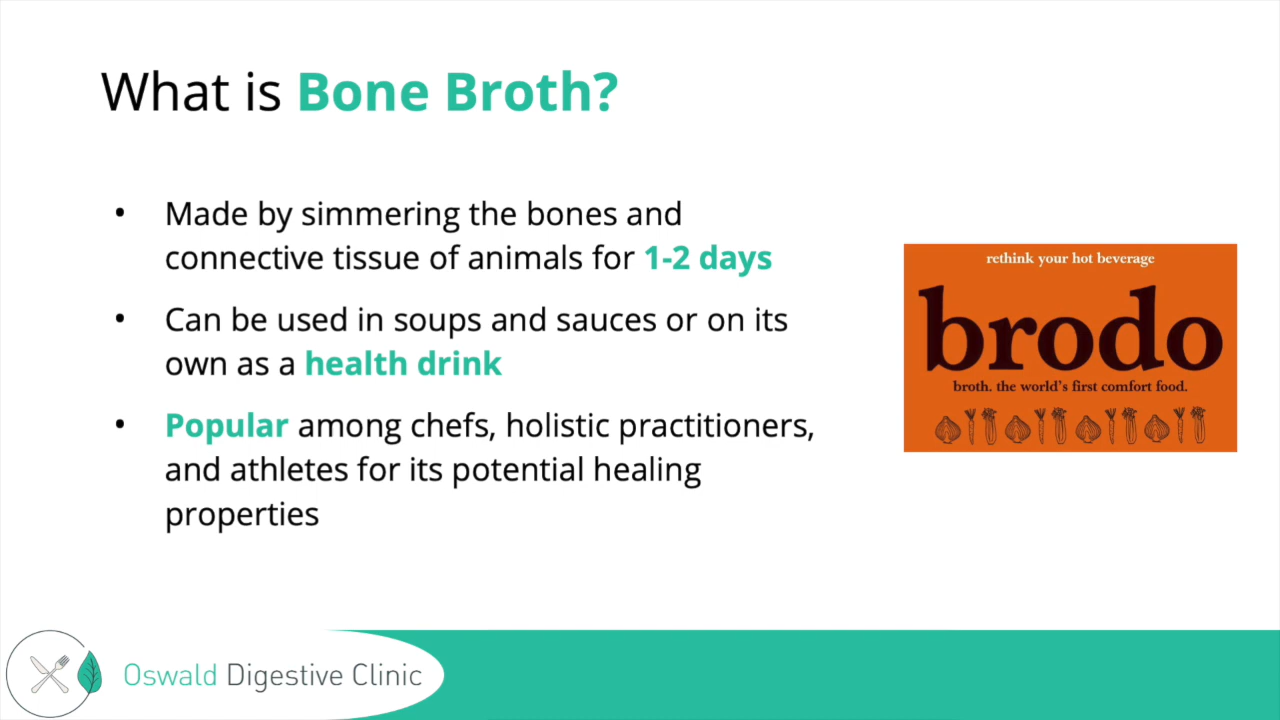 What is Bone Broth?
• Made by simmering the bones and
connective tissue of animals for 1-2 days
• Can be used in soups and sauces or on its
own as a health drink
• Popular among chefs, holistic practitioners,
and athletes for its potential healing
properties
rethink your hot beverage
brodo
broth. the world's first comfort food.
Oswald Digestive Clinic